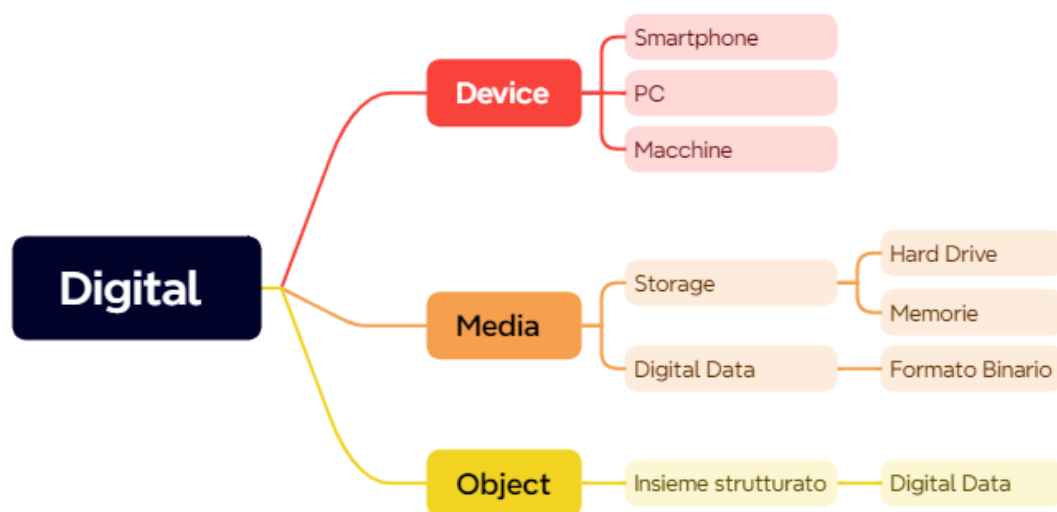 Digital
Device
Smartphone
PC
Macchine
Media
Storage
Hard Drive
Memorie
Digital Data
Formato Binario
Object
Insieme strutturato
Digital Data